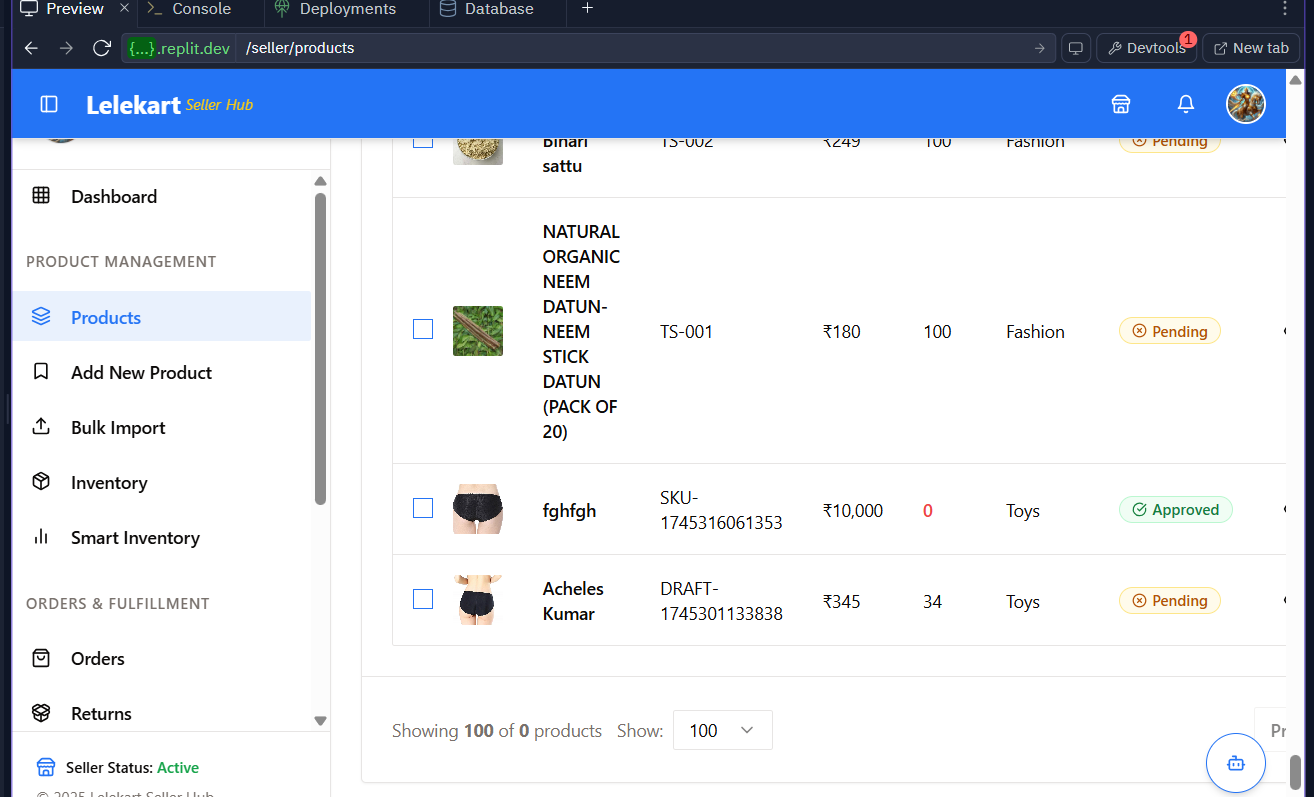 Preview
Console
Deployments
Database
{...}.replit.dev /seller/products
Devtools
1
New tab
Lelekart Seller Hub
Dashboard
PRODUCT MANAGEMENT
Products
Add New Product
Bulk Import
Inventory
Smart Inventory
ORDERS & FULFILLMENT
Orders
Returns
Seller Status: Active
© 2025 Lelekart Seller Hub
Bihari
sattu
TS-002
₹249
100
Fashion
Pending
NATURAL
ORGANIC
NEEM
DATUN-
NEEM
STICK
DATUN
(PACK OF
20)
TS-001
₹180
100
Fashion
Pending
fghfgh
SKU-
1745316061353
₹10,000
0
Toys
Approved
Acheles
Kumar
DRAFT-
1745301133838
₹345
34
Toys
Pending
Showing 100 of 0 products
Show:
100